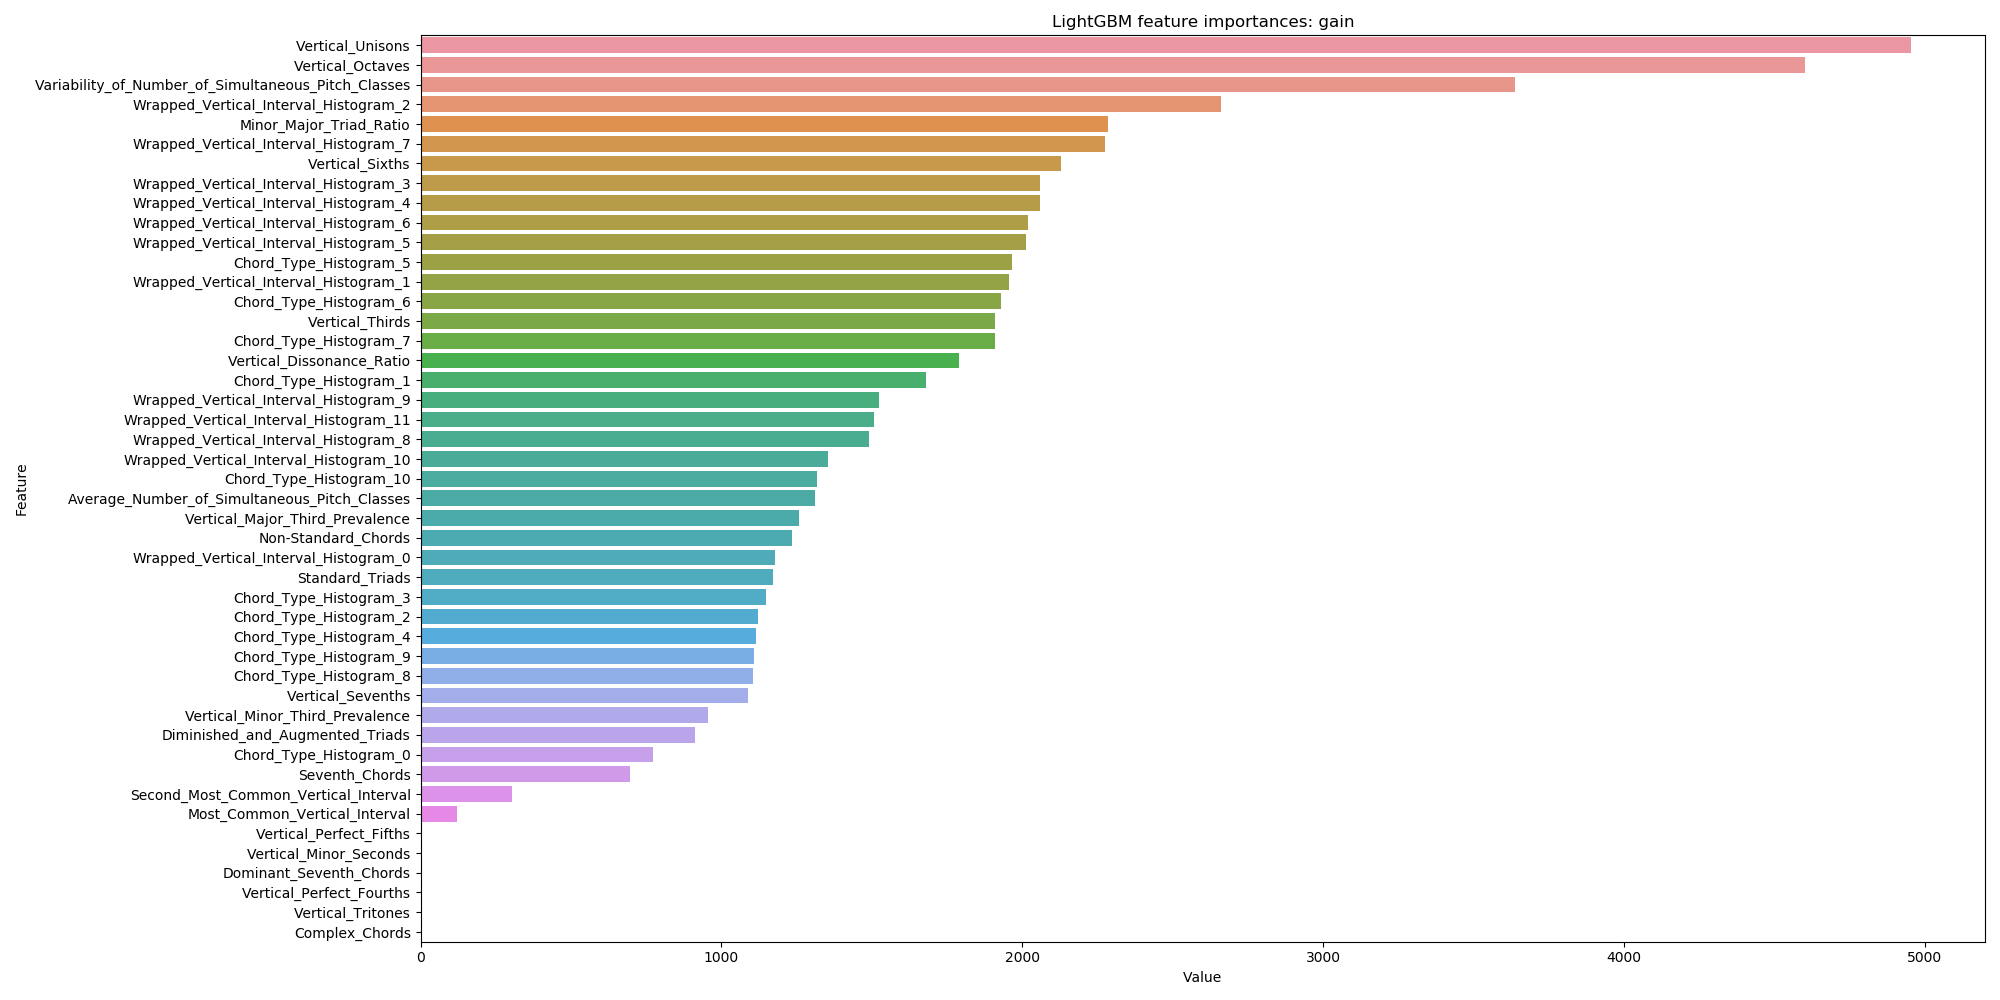 LightGBM feature importances: gain
Vertical_Unisons
Vertical_Octaves
Variability_of_Number_of_Simultaneous_Pitch_Classes
Wrapped_Vertical_Interval_Histogram_2
Minor_Major_Triad_Ratio
Wrapped_Vertical_Interval_Histogram_7
Vertical_Sixths
Wrapped_Vertical_Interval_Histogram_3
Wrapped_Vertical_Interval_Histogram_4
Wrapped_Vertical_Interval_Histogram_6
Wrapped_Vertical_Interval_Histogram_5
Chord_Type_Histogram_5
Wrapped_Vertical_Interval_Histogram_1
Chord_Type_Histogram_6
Vertical_Thirds
Chord_Type_Histogram_7
Vertical_Dissonance_Ratio
Chord_Type_Histogram_1
Wrapped_Vertical_Interval_Histogram_9
Wrapped_Vertical_Interval_Histogram_11
Wrapped_Vertical_Interval_Histogram_8
Wrapped_Vertical_Interval_Histogram_10
Chord_Type_Histogram_10
Average_Number_of_Simultaneous_Pitch_Classes
Vertical_Major_Third_Prevalence
Non-Standard_Chords
Wrapped_Vertical_Interval_Histogram_0
Standard_Triads
Chord_Type_Histogram_3
Chord_Type_Histogram_2
Chord_Type_Histogram_4
Chord_Type_Histogram_9
Chord_Type_Histogram_8
Vertical_Sevenths
Vertical_Minor_Third_Prevalence
Diminished_and_Augmented_Triads
Chord_Type_Histogram_0
Seventh_Chords
Second_Most_Common_Vertical_Interval
Most_Common_Vertical_Interval
Vertical_Perfect_Fifths
Vertical_Minor_Seconds
Dominant_Seventh_Chords
Vertical_Perfect_Fourths
Vertical_Tritones
Complex_Chords
Feature
0 1000 2000 3000 4000 5000
Value